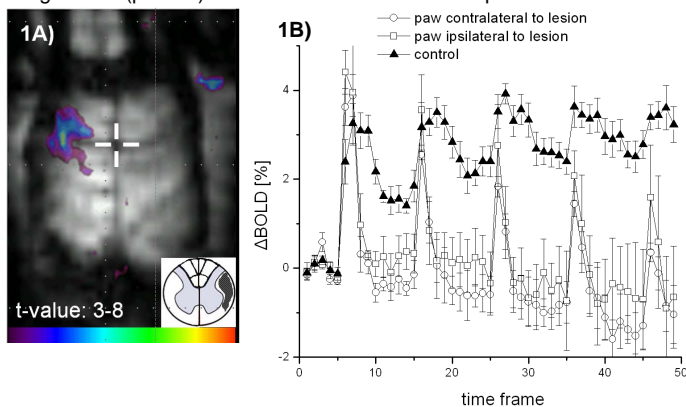 1A)
t-value: 3-8
1B)
paw contralateral to lesion
paw ipsilateral to lesion
control
ΔBOLD [%]
4
2
0
-2
0
10
20
30
40
50
time frame